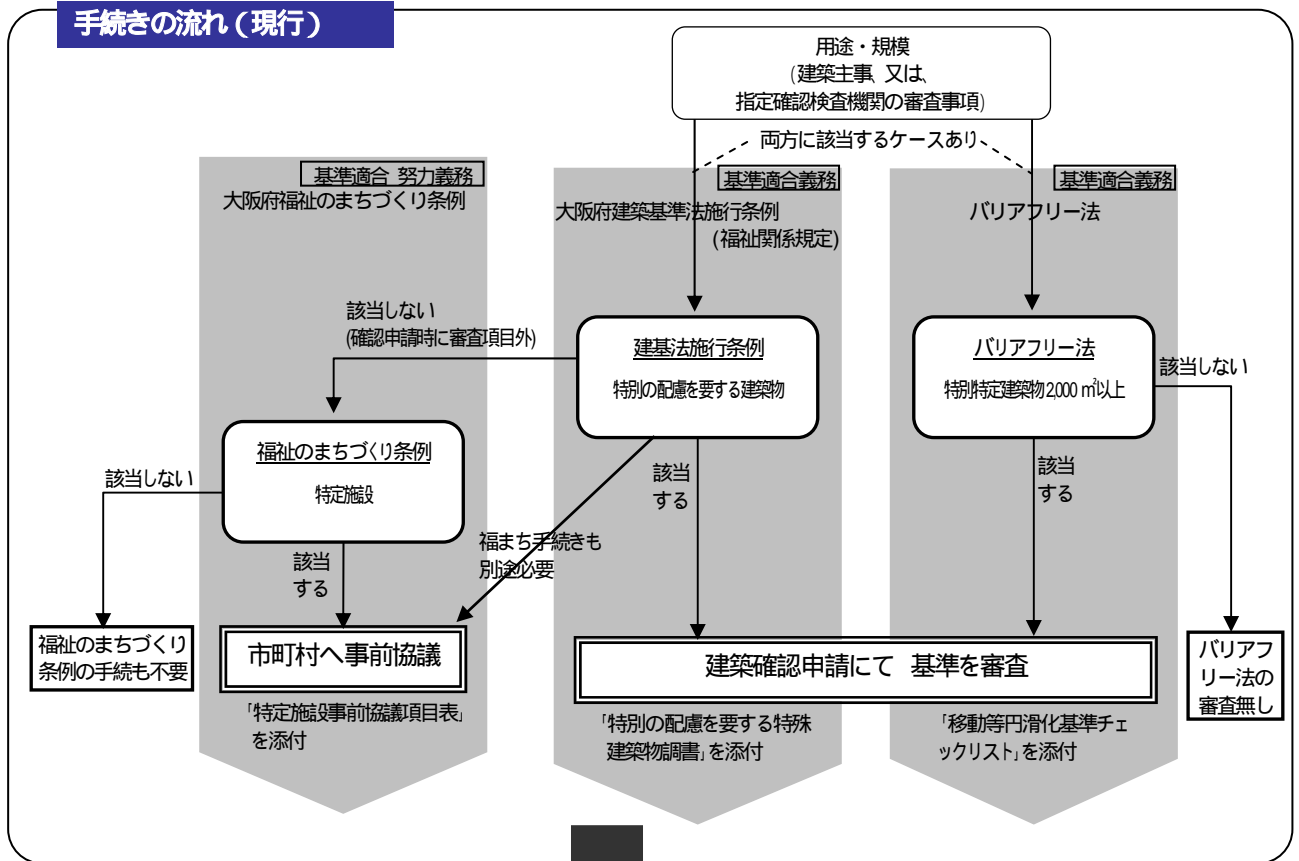 手続きの流れ（現行）
用途・規模
(建築主事、又は、
指定確認検査機関の審査事項)
両方に該当するケースあり
基準適合 努力義務
大阪府福祉のまちづくり条例
基準適合義務
大阪府建築基準法施行条例
(福祉関係規定)
基準適合義務
バリアフリー法
該当しない
(確認申請時に審査項目外)
建基法施行条例
特別の配慮を要する建築物
バリアフリー法
特別特定建築物2,000㎡以上
該当しない
福祉のまちづくり条例
特定施設
該当しない
該当
する
福まち手続きも
別途必要
該当
する
該当
する
福祉のまちづくり
条例の手続も不要
市町村へ事前協議
建築確認申請にて 基準を審査
バリアフ
リー法の
審査無し
「特定施設事前協議項目表」
を添付
「特別の配慮を要する特殊
建築物調書」を添付
「移動等円滑化基準チェ
ックリスト」を添付